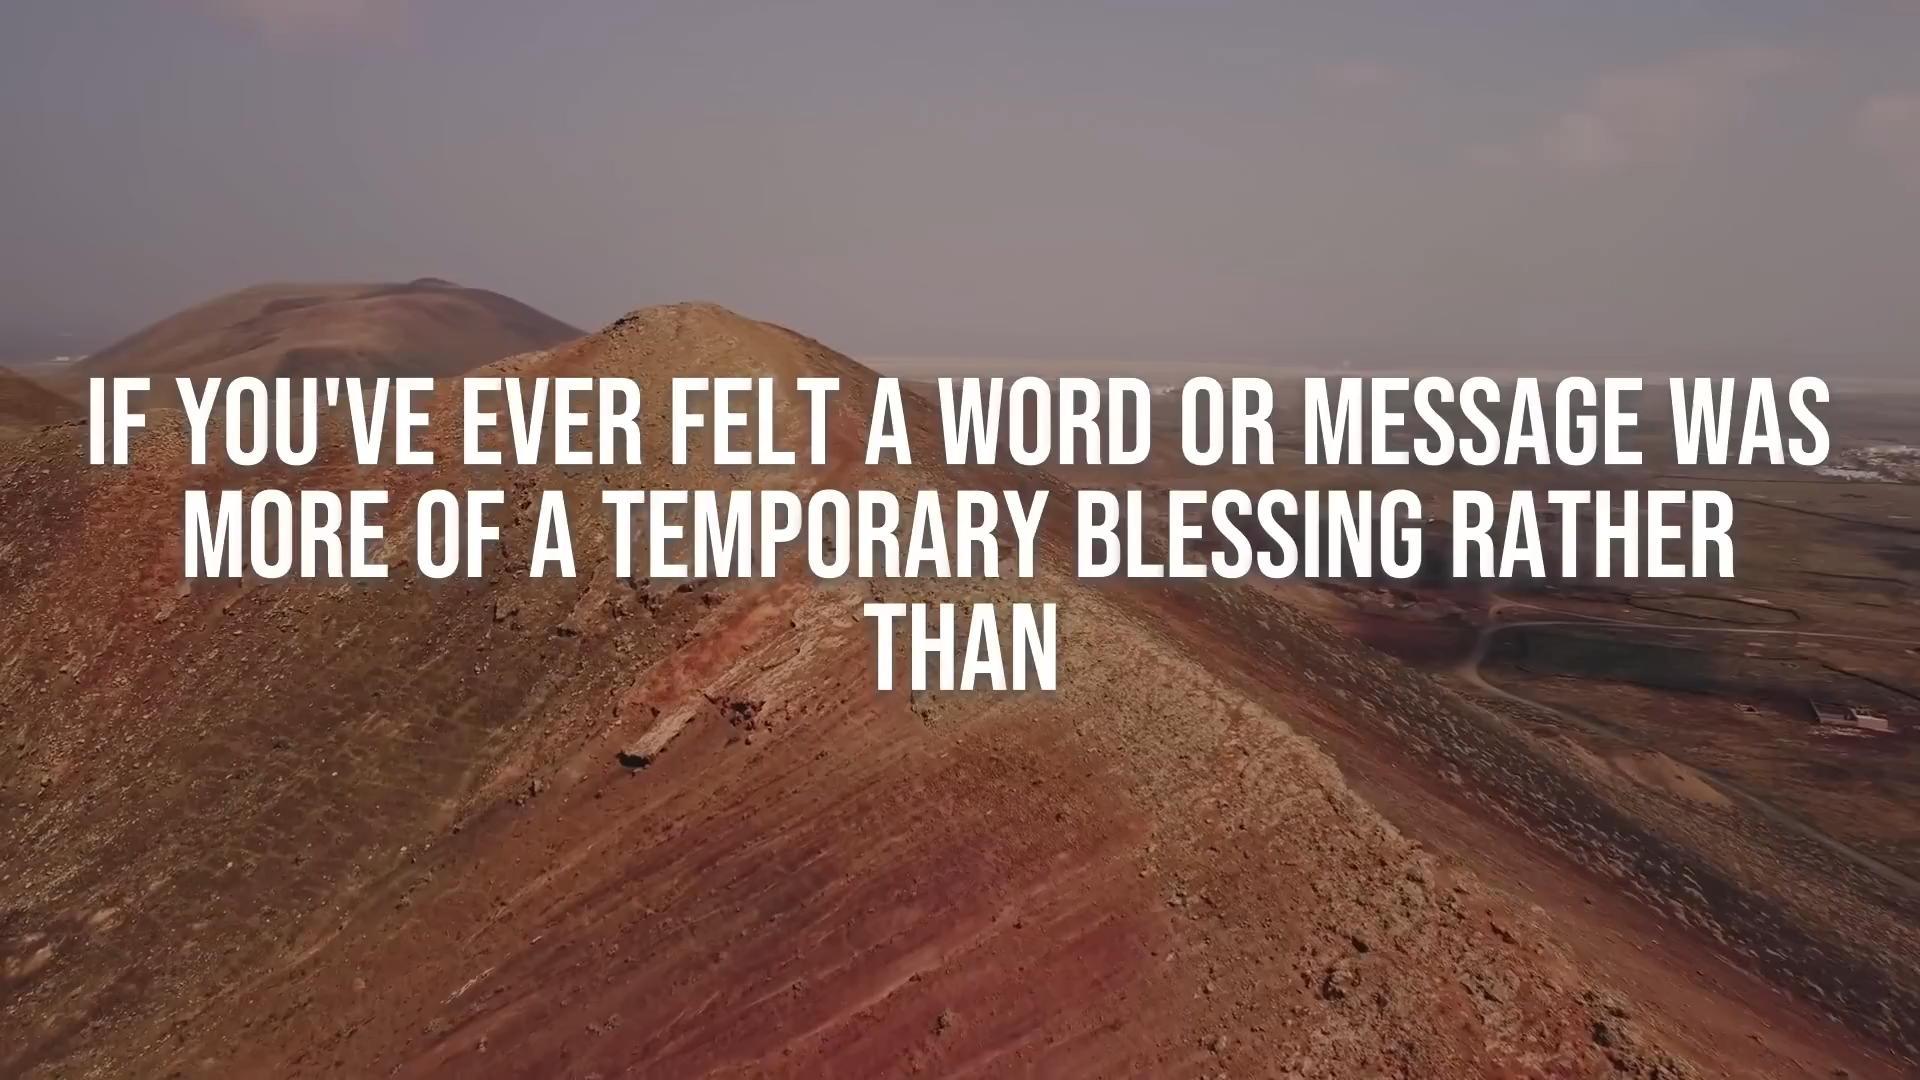 IF YOU'VE EVER FELT A WORD OR MESSAGE WAS
MORE OF A TEMPORARY BLESSING RATHER
THAN